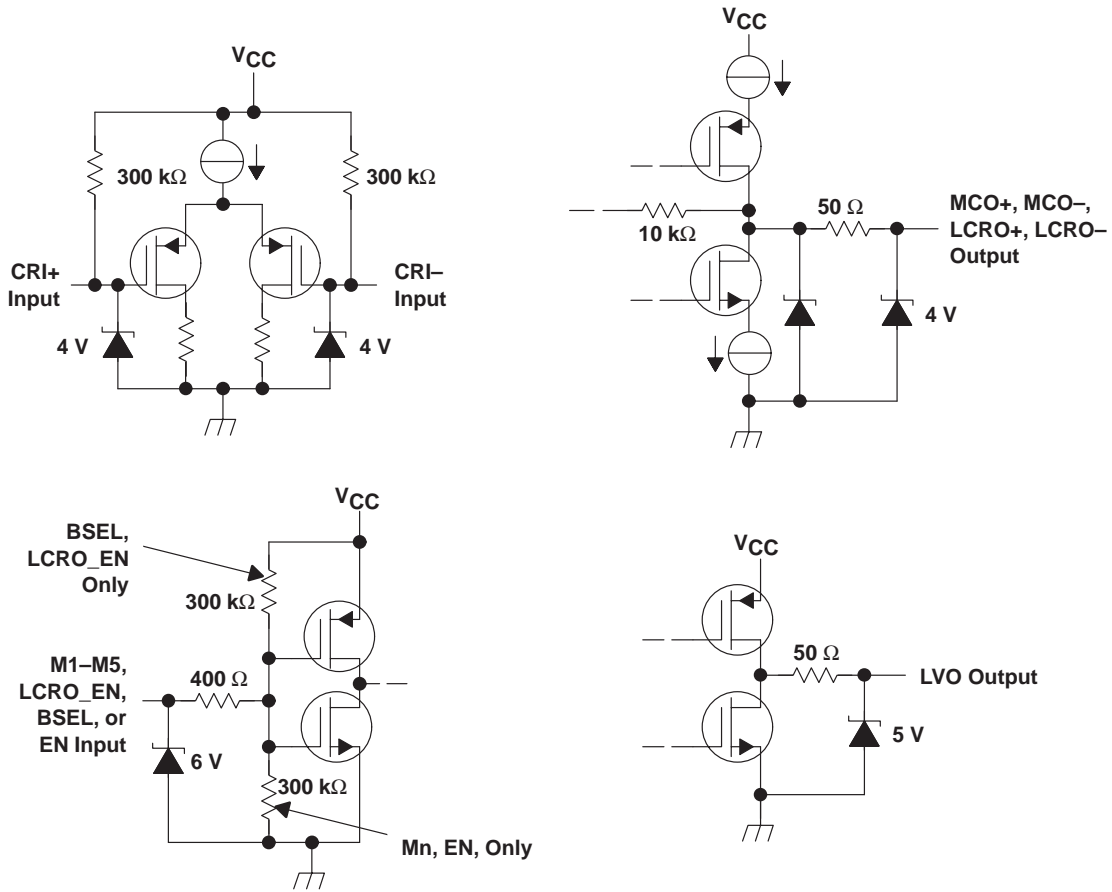 VCC
300 kΩ
300 kΩ
CRI+
Input
CRI–
Input
4 V
4 V
VCC
50 Ω
10 kΩ
MCO+, MCO–,
LCRO+, LCRO–
Output
4 V
VCC
BSEL,
LCRO_EN
Only
300 kΩ
M1–M5,
LCRO_EN,
BSEL, or
EN Input
400 Ω
6 V
300 kΩ
Mn, EN, Only
VCC
50 Ω
LVO Output
5 V